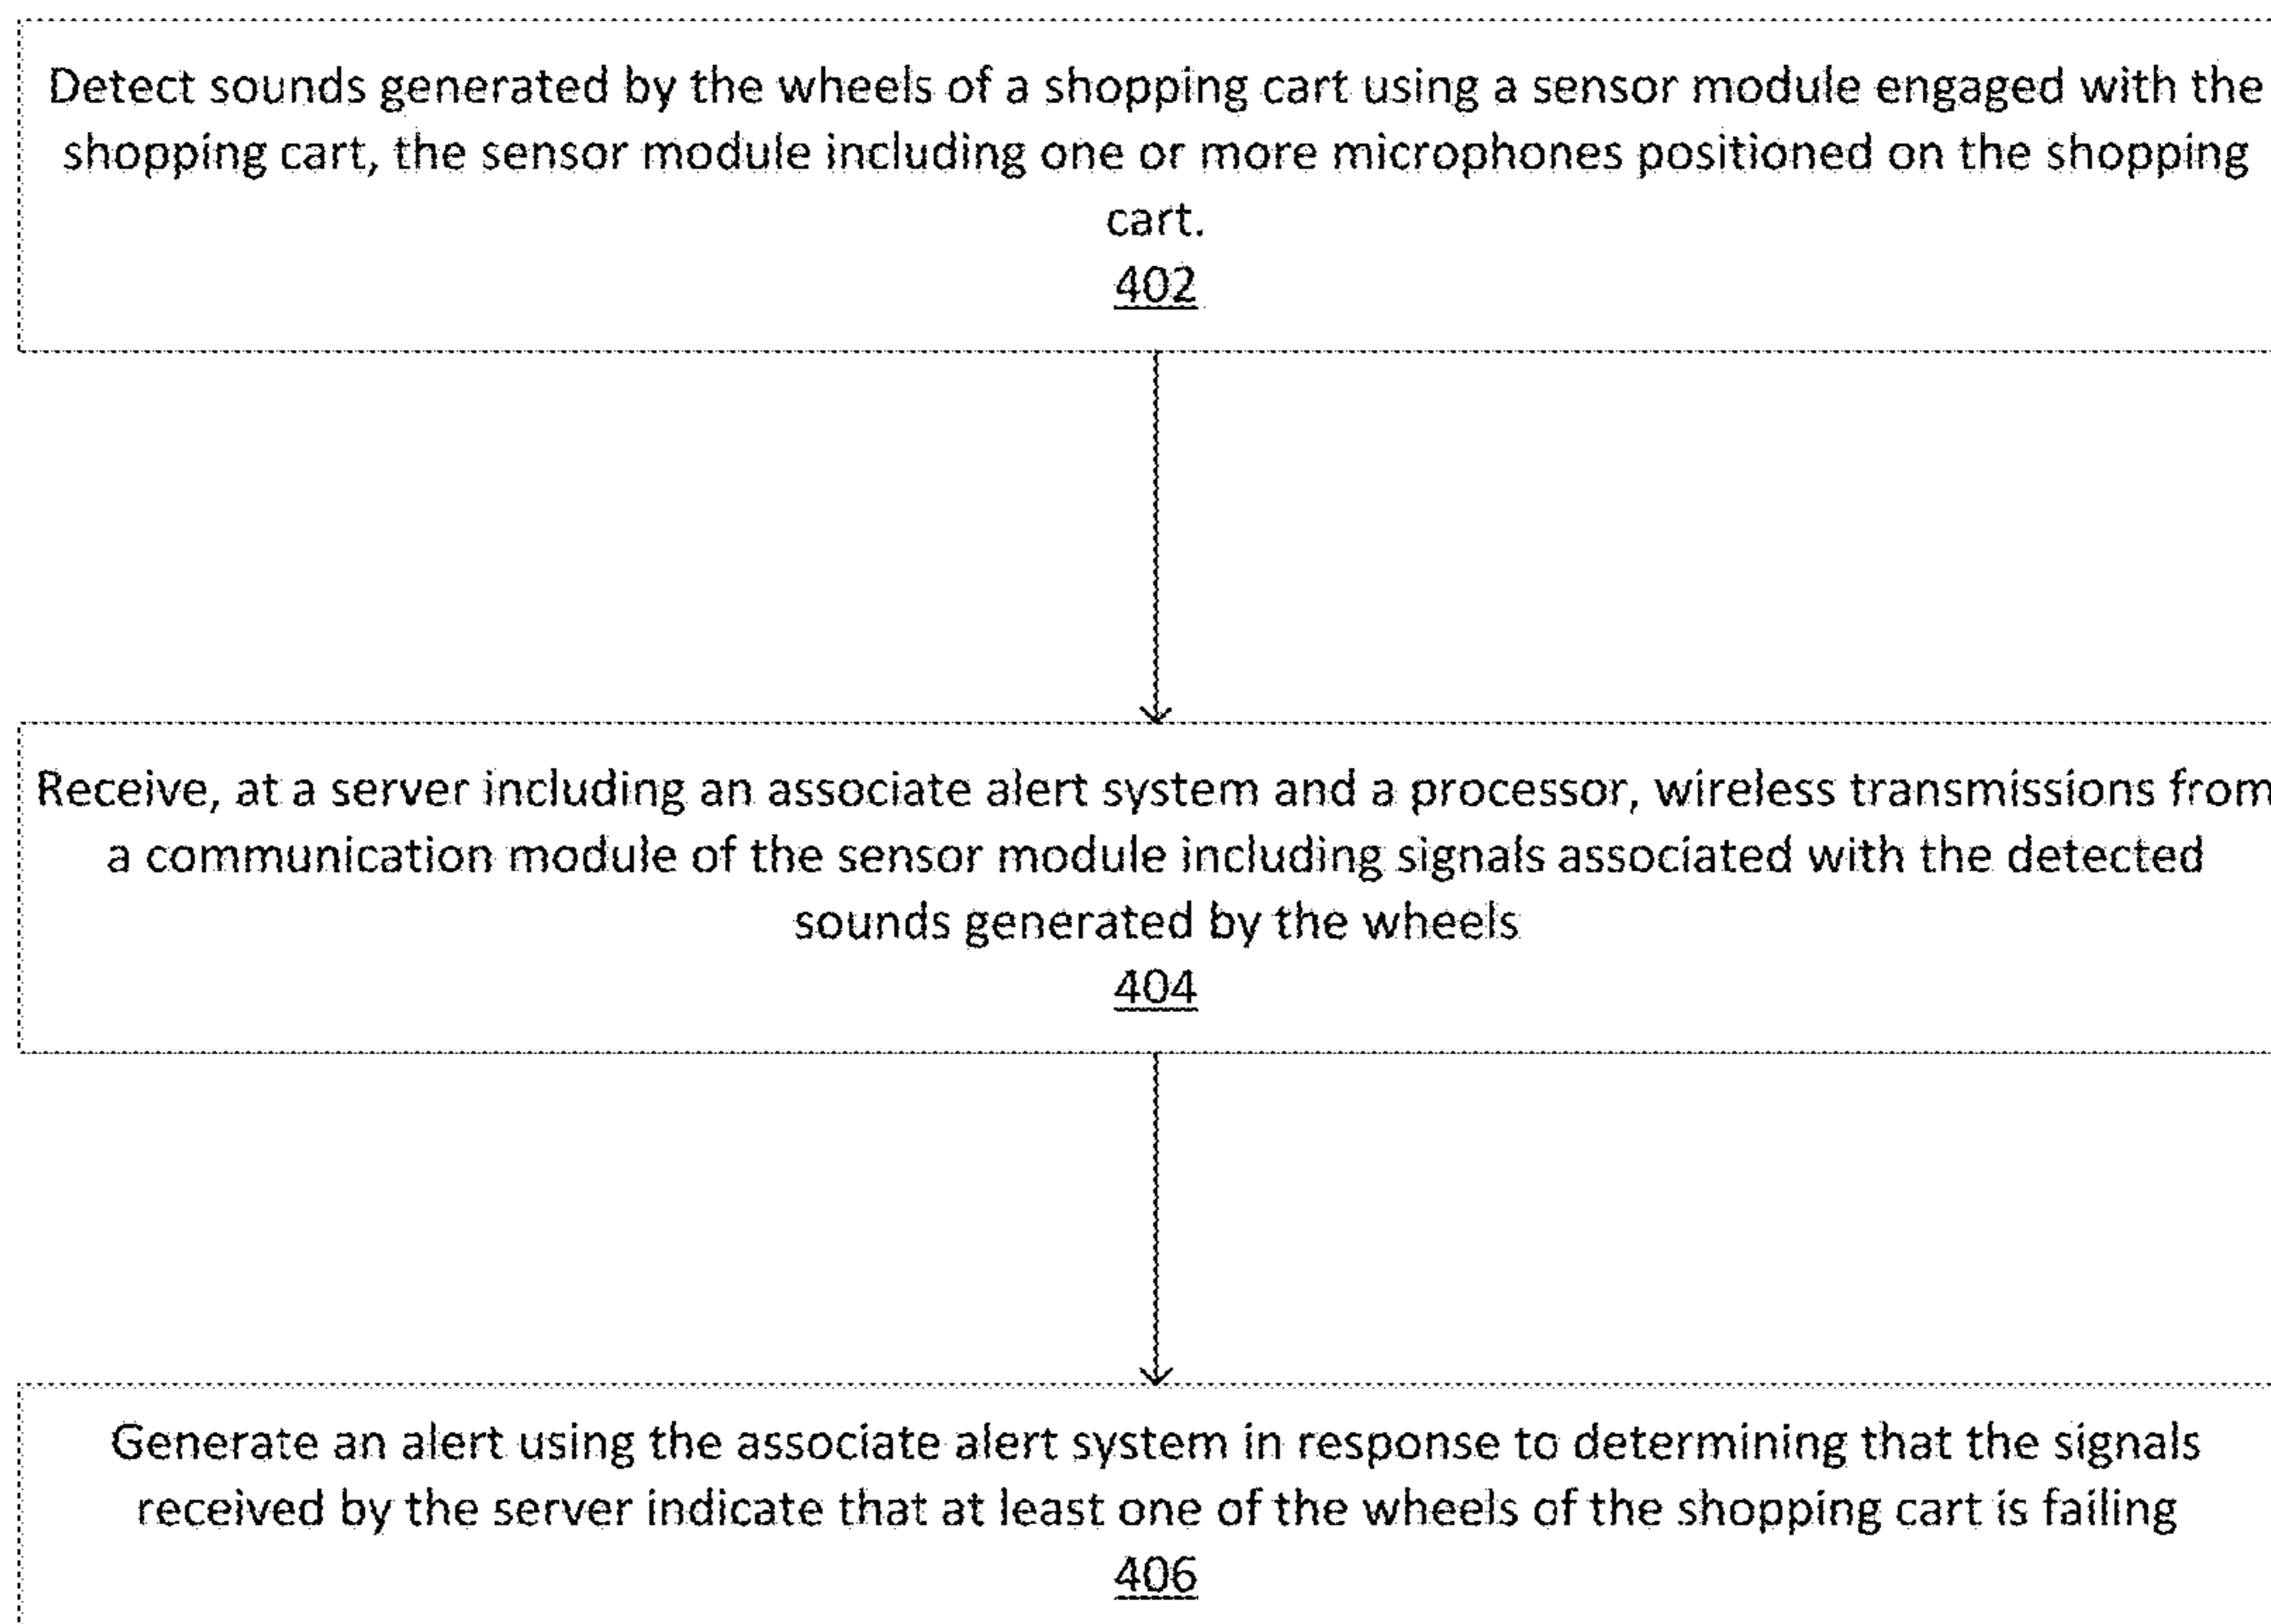 Detect sounds generated by the wheels of a shopping cart using a sensor module engaged with the
shopping cart, the sensor module including one or more microphones positioned on the shopping
cart.
402
Receive, at a server including an associate alert system and a processor, wireless transmissions from
a communication module of the sensor module including signals associated with the detected
sounds generated by the wheels
404
Generate an alert using the associate alert system in response to determining that the signals
received by the server indicate that at least one of the wheels of the shopping cart is failing
406